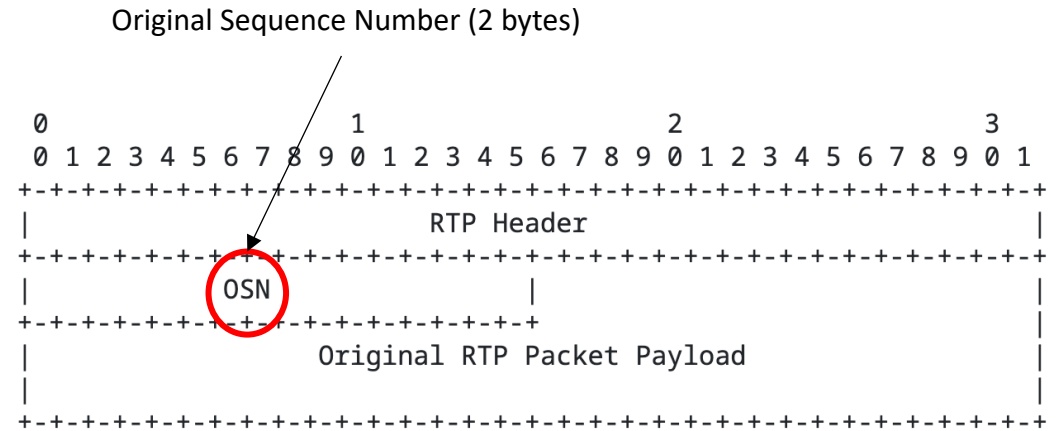 Original Sequence Number (2 bytes)
0                   1                   2                   3
0 1 2 3 4 5 6 7 8 9 0 1 2 3 4 5 6 7 8 9 0 1 2 3 4 5 6 7 8 9 0 1
+-+-+-+-+-+-+-+-+-+-+-+-+-+-+-+-+-+-+-+-+-+-+-+-+-+-+-+-+-+-+-+-+
|                         RTP Header                            |
+-+-+-+-+-+-+-+-+-+-+-+-+-+-+-+-+-+-+-+-+-+-+-+-+-+-+-+-+-+-+-+-+
|            OSN                |                               |
+-+-+-+-+-+-+-+-+-+-+-+-+-+-+-+-+                               |
|                  Original RTP Packet Payload                  |
|                                                               |
+-+-+-+-+-+-+-+-+-+-+-+-+-+-+-+-+-+-+-+-+-+-+-+-+-+-+-+-+-+-+-+-+